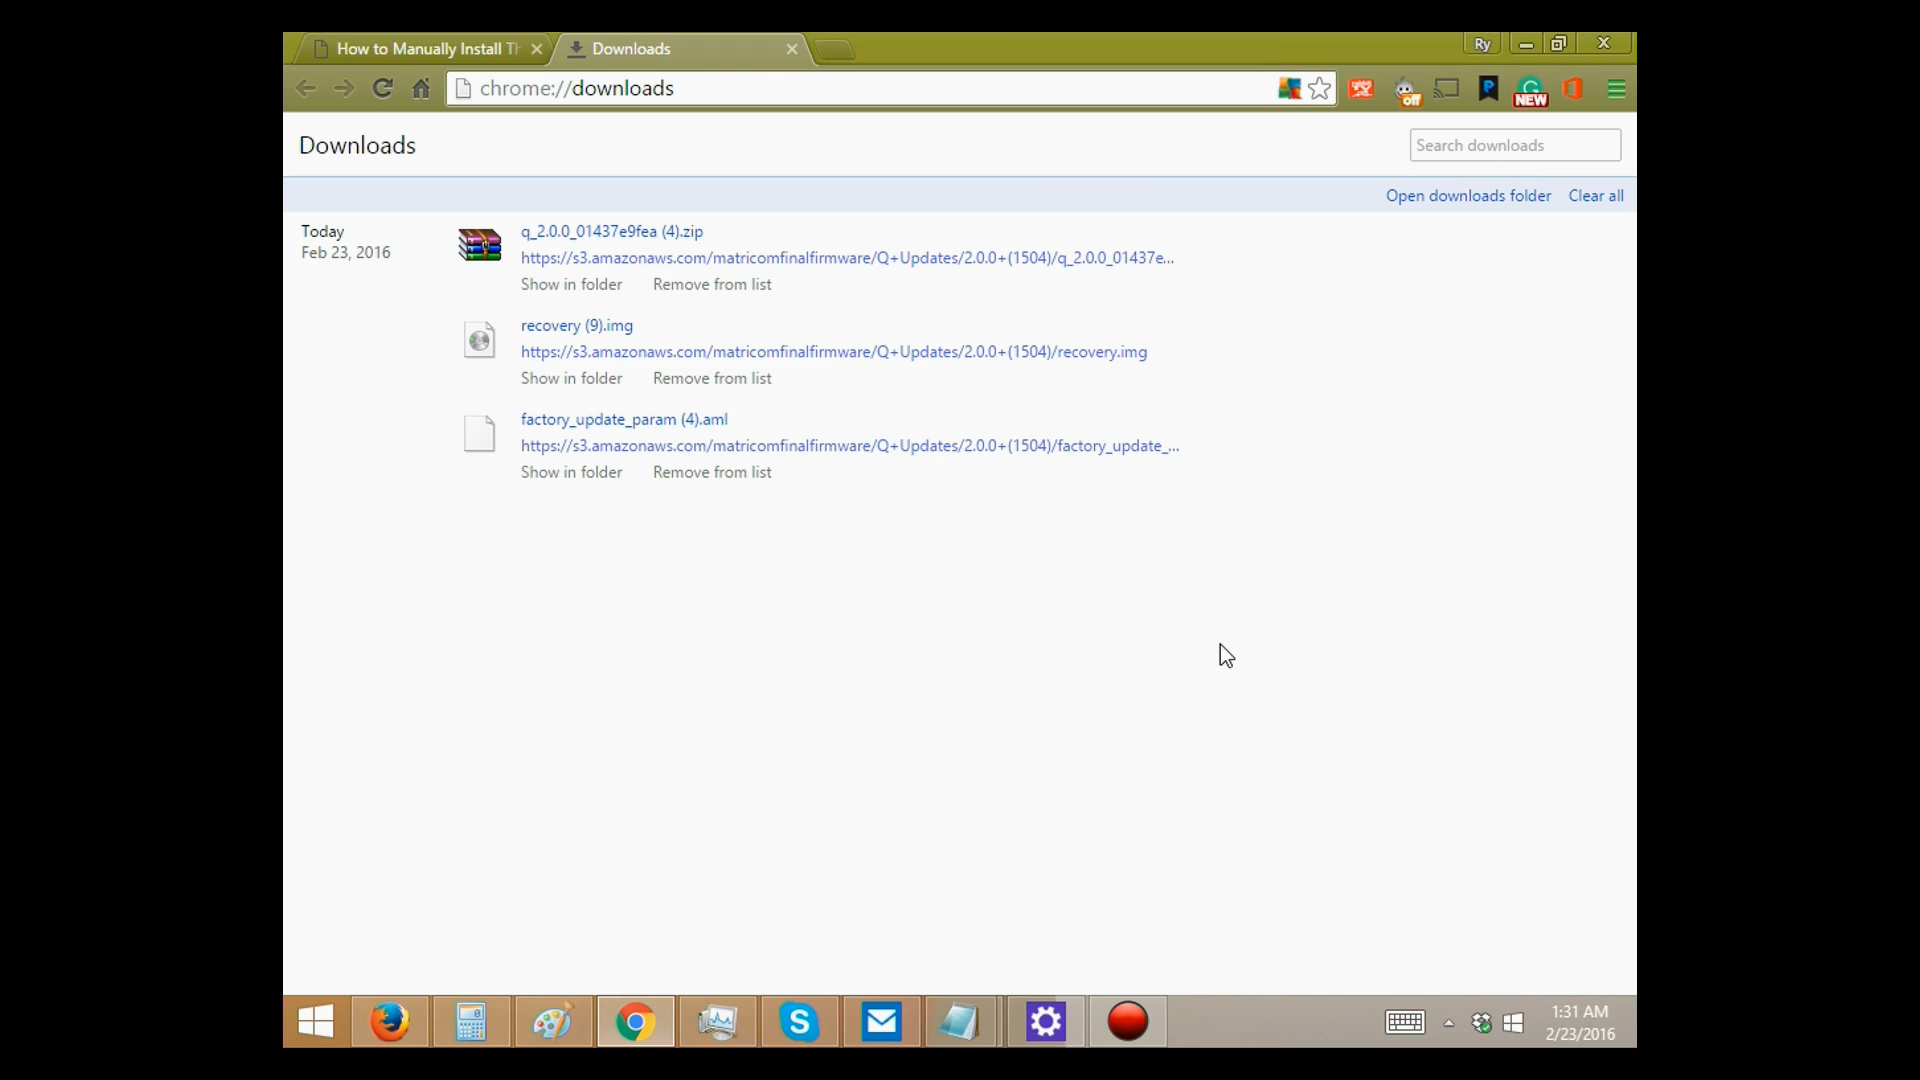 How to Manually Install Th
Downloads
Ry
chrome://downloads
off
NEW
Downloads
Search downloads
Open downloads folder
Clear all
Today
Feb 23, 2016
q_2.0.0_01437e9fea (4).zip
https://s3.amazonaws.com/matricomfinalfirmware/Q+Updates/2.0.0+(1504)/q_2.0.0_01437e...
Show in folder
Remove from list
recovery (9).img
https://s3.amazonaws.com/matricomfinalfirmware/Q+Updates/2.0.0+(1504)/recovery.img
Show in folder
Remove from list
factory_update_param (4).aml
https://s3.amazonaws.com/matricomfinalfirmware/Q+Updates/2.0.0+(1504)/factory_update_...
Show in folder
Remove from list
1:31 AM
2/23/2016